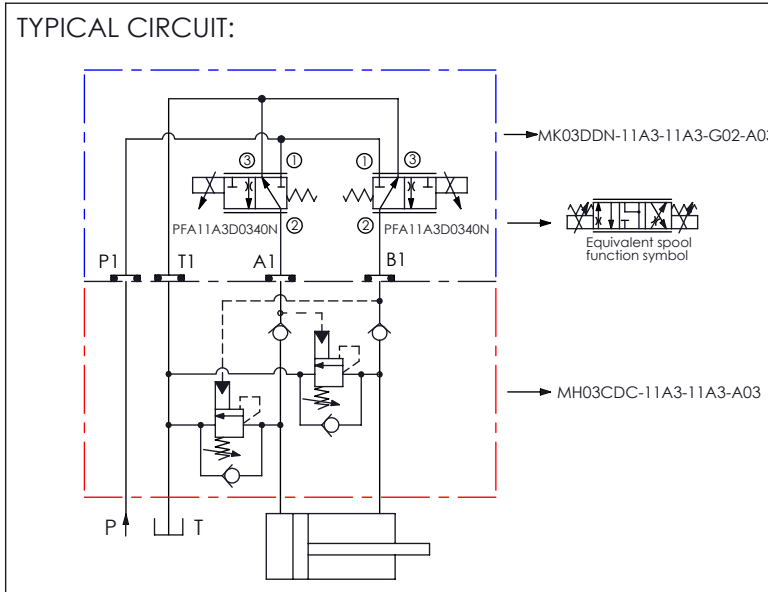 TYPICAL CIRCUIT:
MK03DDN-11A3-11A3-G02-A03
③ ① ① ③
PFA11A3D0340N ② ② PFA11A3D0340N
Equivalent spool
function symbol
P1 T1 A1 B1
MH03CDC-11A3-11A3-A03
P T